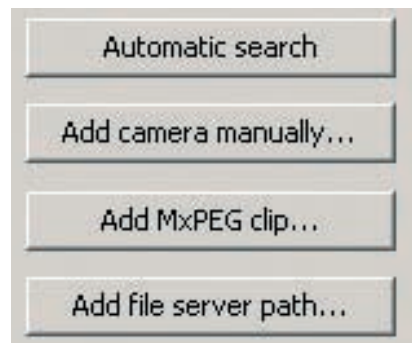 Automatic search
Add camera manually...
Add MxPEG clip...
Add file server path...